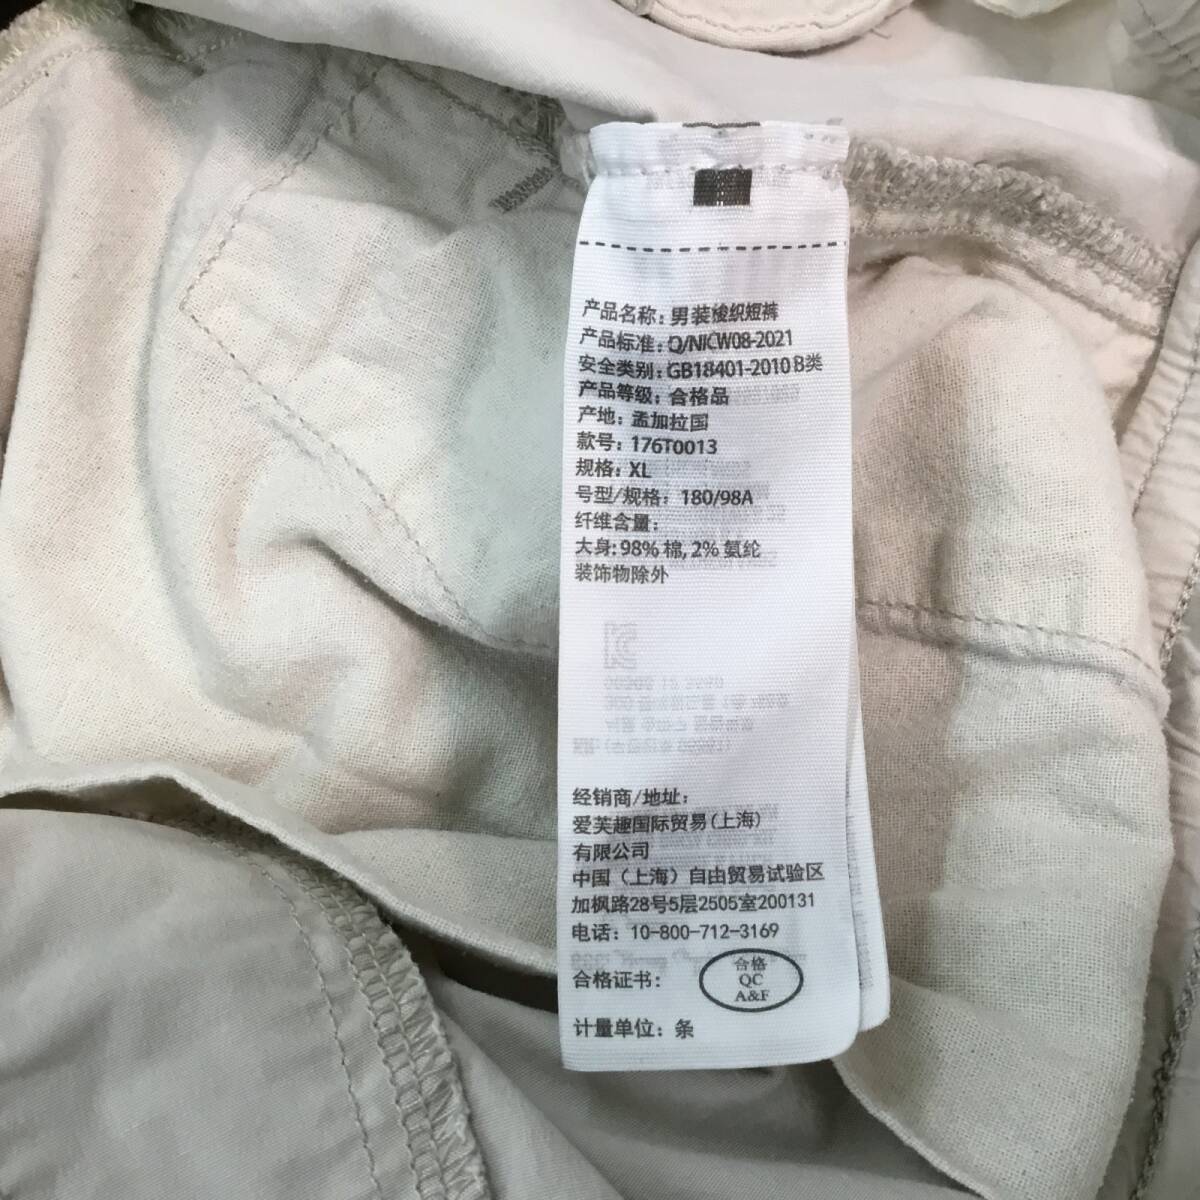 产品名称：男装梭织短裤
产品标准：Q/NICW08-2021
安全类别：GB18401-2010 B类
产品等级：合格品
产地：孟加拉国
款号：176T0013
规格：XL
号型/规格：180/98A
纤维含量：
大身：98% 棉, 2% 氨纶
装饰物除外
经销商/地址：
爱芙趣国际贸易(上海)
有限公司
中国（上海）自由贸易试验区
加枫路28号5层2505室200131
电话：10-800-712-3169
合格证书：
合格
QC
A&F
计量单位：条